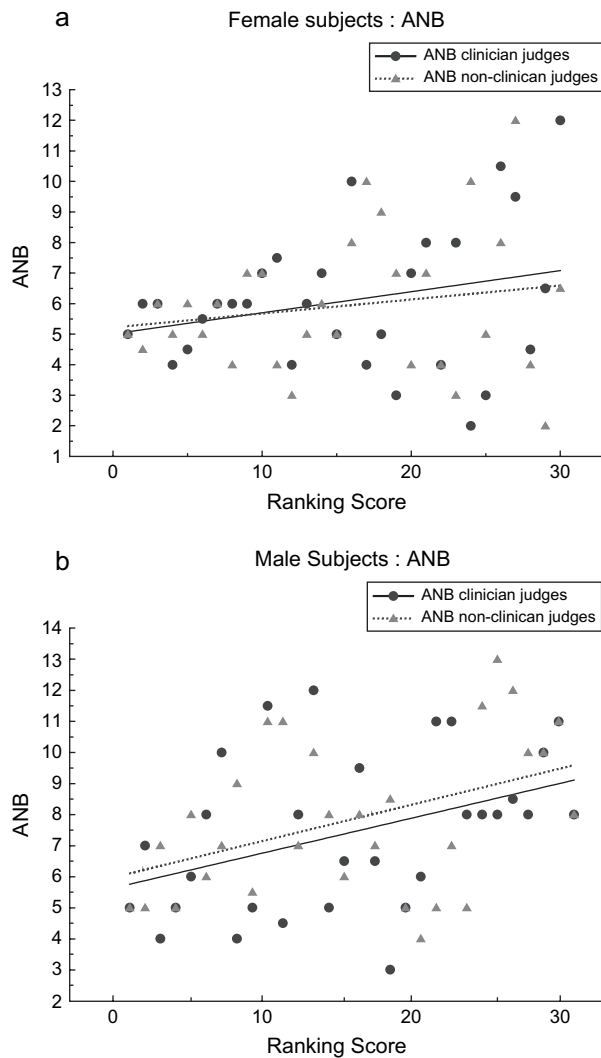 a
Female subjects : ANB
ANB clinician judges
ANB non-clinican judges
13
12
11
10
9
8
7
6
5
4
3
2
1
ANB
0 10 20 30
Ranking Score
b
Male Subjects : ANB
ANB clinician judges
ANB non-clinican judges
14
13
12
11
10
9
8
7
6
5
4
3
2
ANB
0 10 20 30
Ranking Score